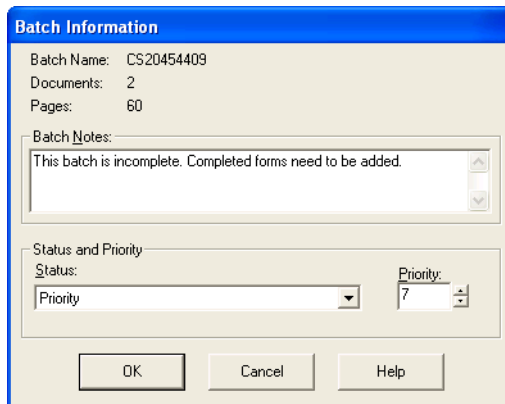 Batch Information
Batch Name: CS20454409
Documents: 2
Pages: 60
Batch Notes:
This batch is incomplete. Completed forms need to be added.
Status and Priority
Status: Priority:
Priority 7
OK Cancel Help